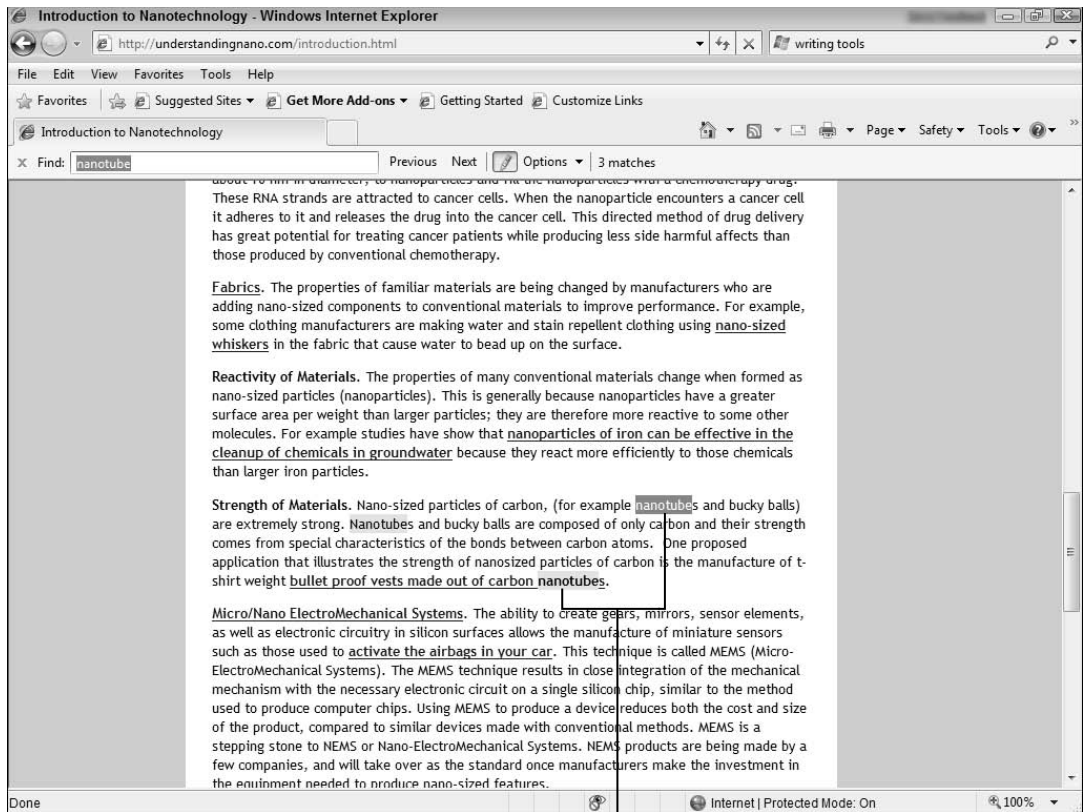 Introduction to Nanotechnology - Windows Internet Explorer
http://understandingnano.com/introduction.html
writing tools
File Edit View Favorites Tools Help
Favorites Suggested Sites Get More Add-ons Getting Started Customize Links
Introduction to Nanotechnology
Page Safety Tools
X Find: nanotube Previous Next Options 3 matches
about 10 nm in diameter, to nanoparticles and fill the nanoparticles with a chemotherapy drug.
These RNA strands are attracted to cancer cells. When the nanoparticle encounters a cancer cell
it adheres to it and releases the drug into the cancer cell. This directed method of drug delivery
has great potential for treating cancer patients while producing less side harmful affects than
those produced by conventional chemotherapy.
Fabrics. The properties of familiar materials are being changed by manufacturers who are
adding nano-sized components to conventional materials to improve performance. For example,
some clothing manufacturers are making water and stain repellent clothing using nano-sized
whiskers in the fabric that cause water to bead up on the surface.
Reactivity of Materials. The properties of many conventional materials change when formed as
nano-sized particles (nanoparticles). This is generally because nanoparticles have a greater
surface area per weight than larger particles; they are therefore more reactive to some other
molecules. For example studies have show that nanoparticles of iron can be effective in the
cleanup of chemicals in groundwater because they react more efficiently to those chemicals
than larger iron particles.
Strength of Materials. Nano-sized particles of carbon, (for example nanotubes and bucky balls)
are extremely strong. Nanotubes and bucky balls are composed of only carbon and their strength
comes from special characteristics of the bonds between carbon atoms. One proposed
application that illustrates the strength of nanosized particles of carbon is the manufacture of t-
shirt weight bullet proof vests made out of carbon nanotubes.
Micro/Nano ElectroMechanical Systems. The ability to create gears, mirrors, sensor elements,
as well as electronic circuitry in silicon surfaces allows the manufacture of miniature sensors
such as those used to activate the airbags in your car. This technique is called MEMS (Micro-
ElectroMechanical Systems). The MEMS technique results in close integration of the mechanical
mechanism with the necessary electronic circuit on a single silicon chip, similar to the method
used to produce computer chips. Using MEMS to produce a device reduces both the cost and size
of the product, compared to similar devices made with conventional methods. MEMS is a
stepping stone to NEMS or Nano-ElectroMechanical Systems. NEMS products are being made by a
few companies, and will take over as the standard once manufacturers make the investment in
the equipment needed to produce nano-sized features.
Done Internet | Protected Mode: On 100%